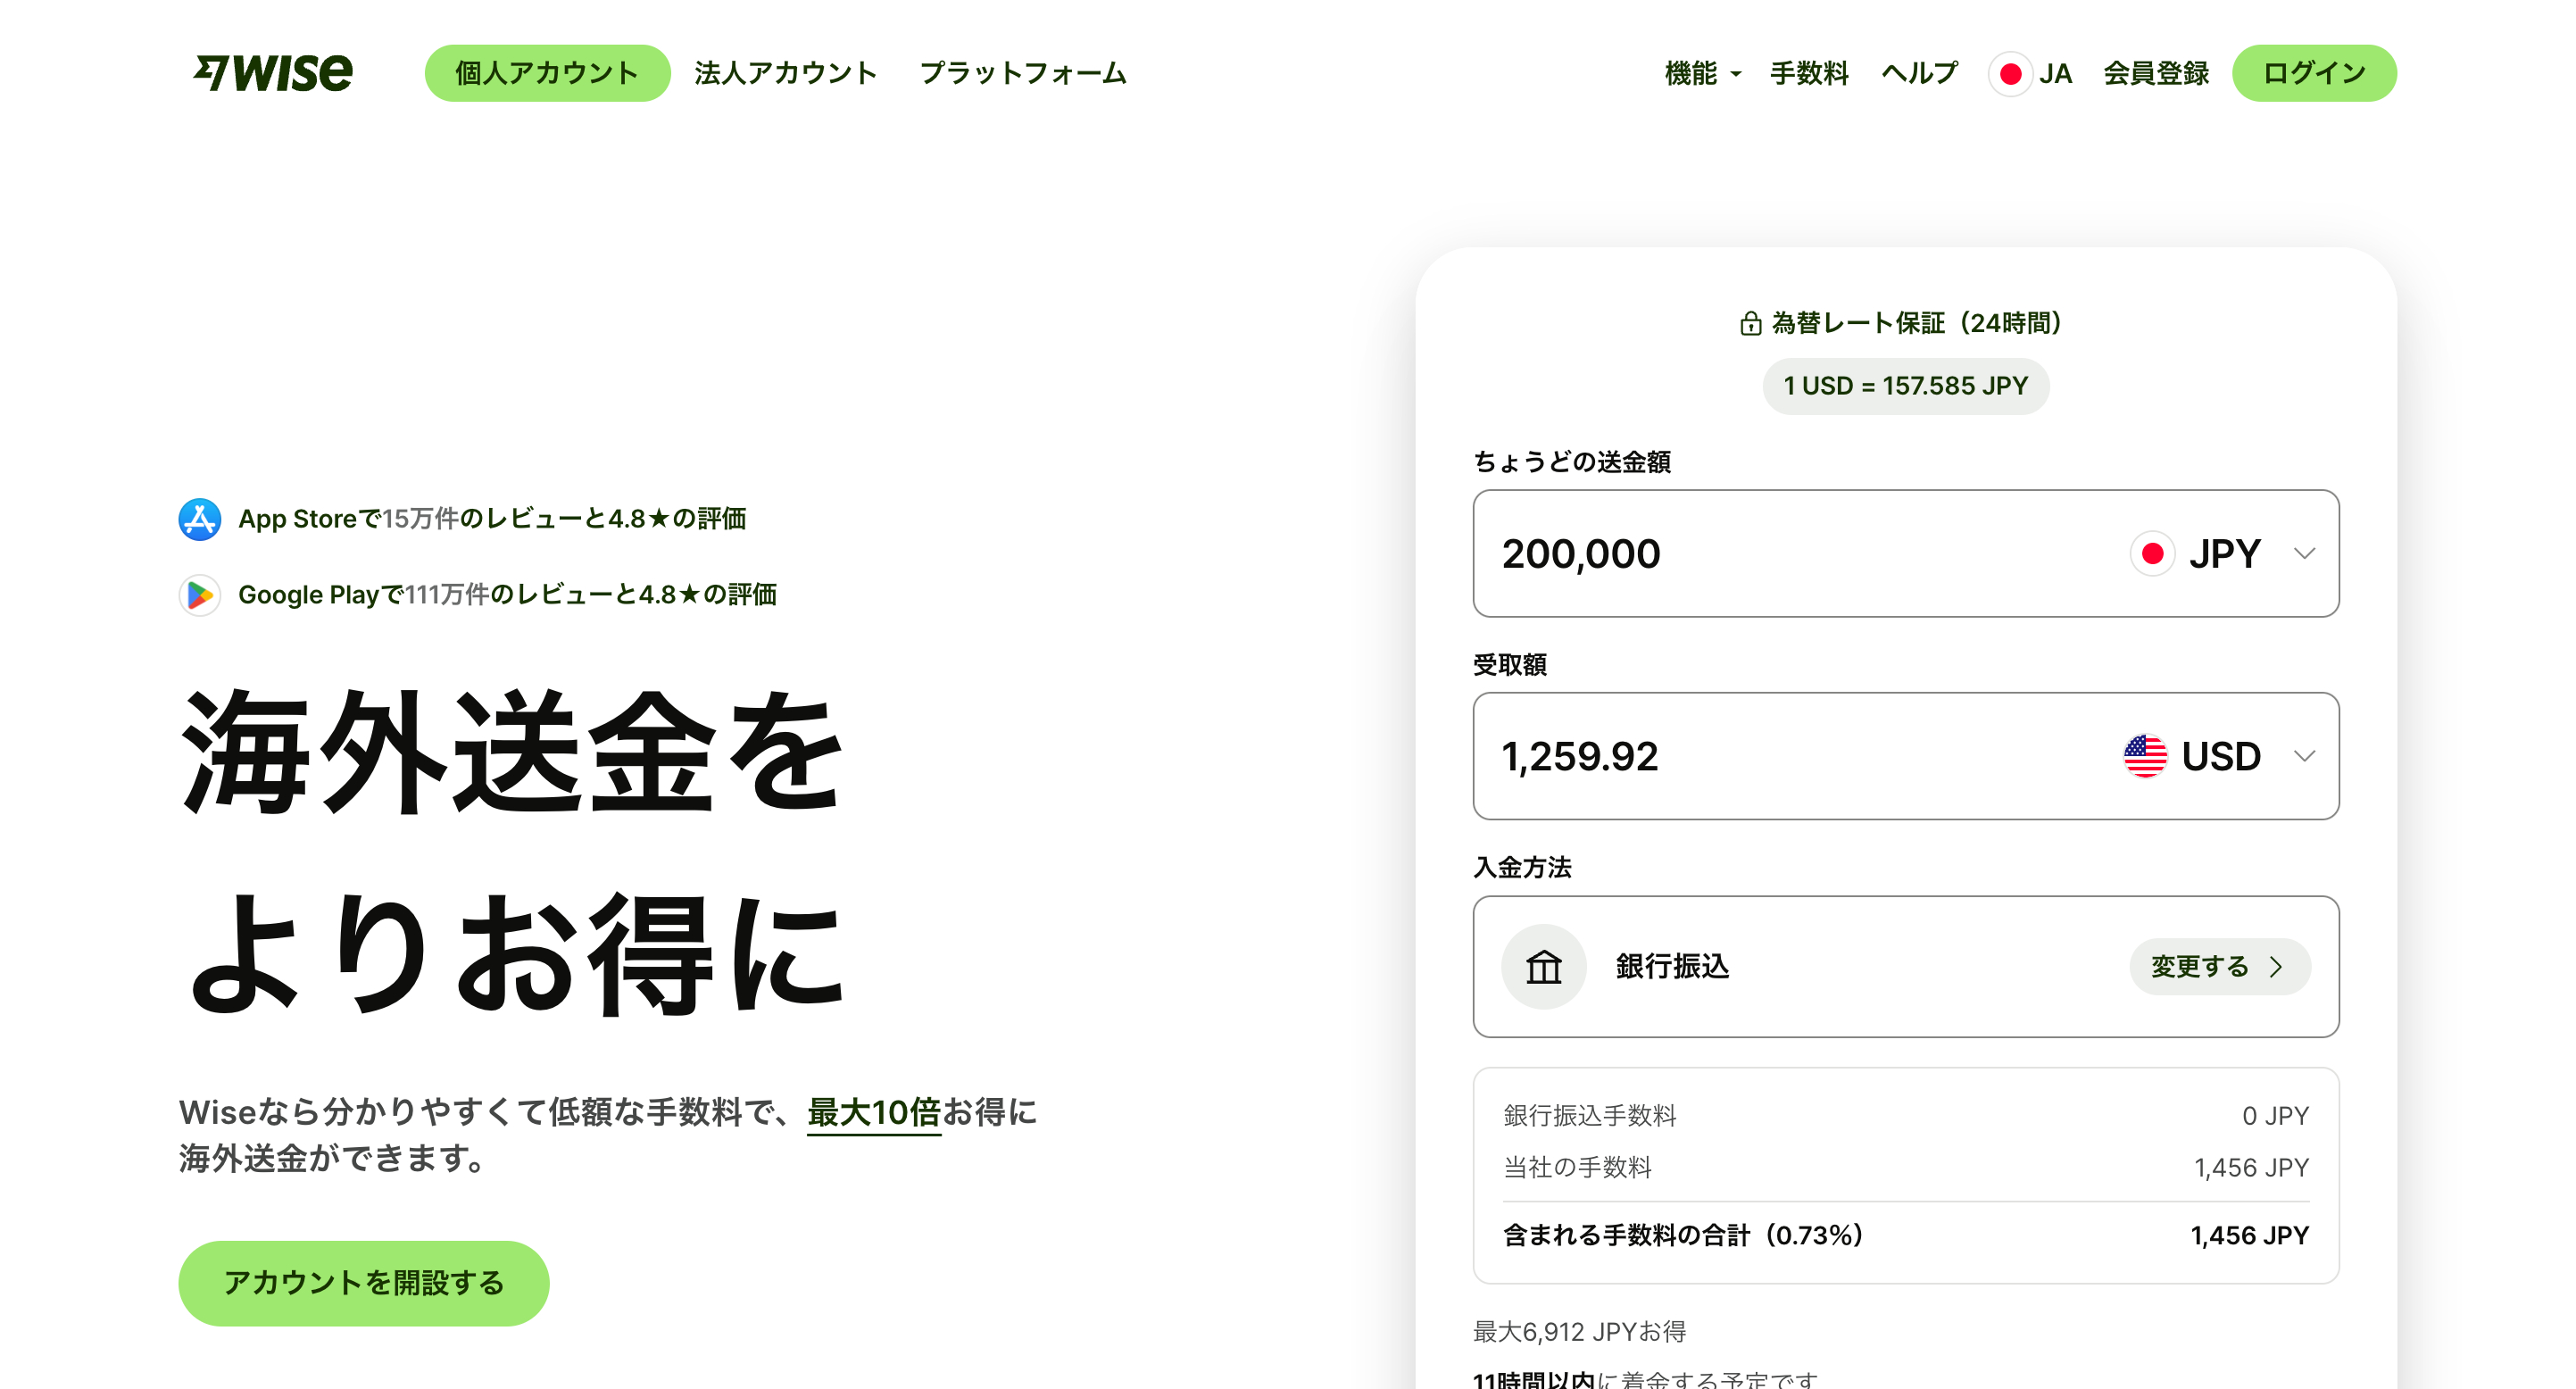 WISE
個人アカウント
法人アカウント
プラットフォーム
機能
手数料
ヘルプ
JA
会員登録
ログイン
App Storeで15万件のレビューと4.8★の評価
Google Playで111万件のレビューと4.8★の評価
海外送金を
よりお得に
Wiseなら分かりやすくて低額な手数料で、最大10倍お得に
海外送金ができます。
アカウントを開設する
為替レート保証（24時間）
1 USD = 157.585 JPY
ちょうどの送金額
200,000 JPY
受取額
1,259.92 USD
入金方法
銀行振込 変更する
銀行振込手数料 0 JPY
当社の手数料 1,456 JPY
含まれる手数料の合計（0.73%） 1,456 JPY
最大6,912 JPYお得
11時間以内に着金する予定です